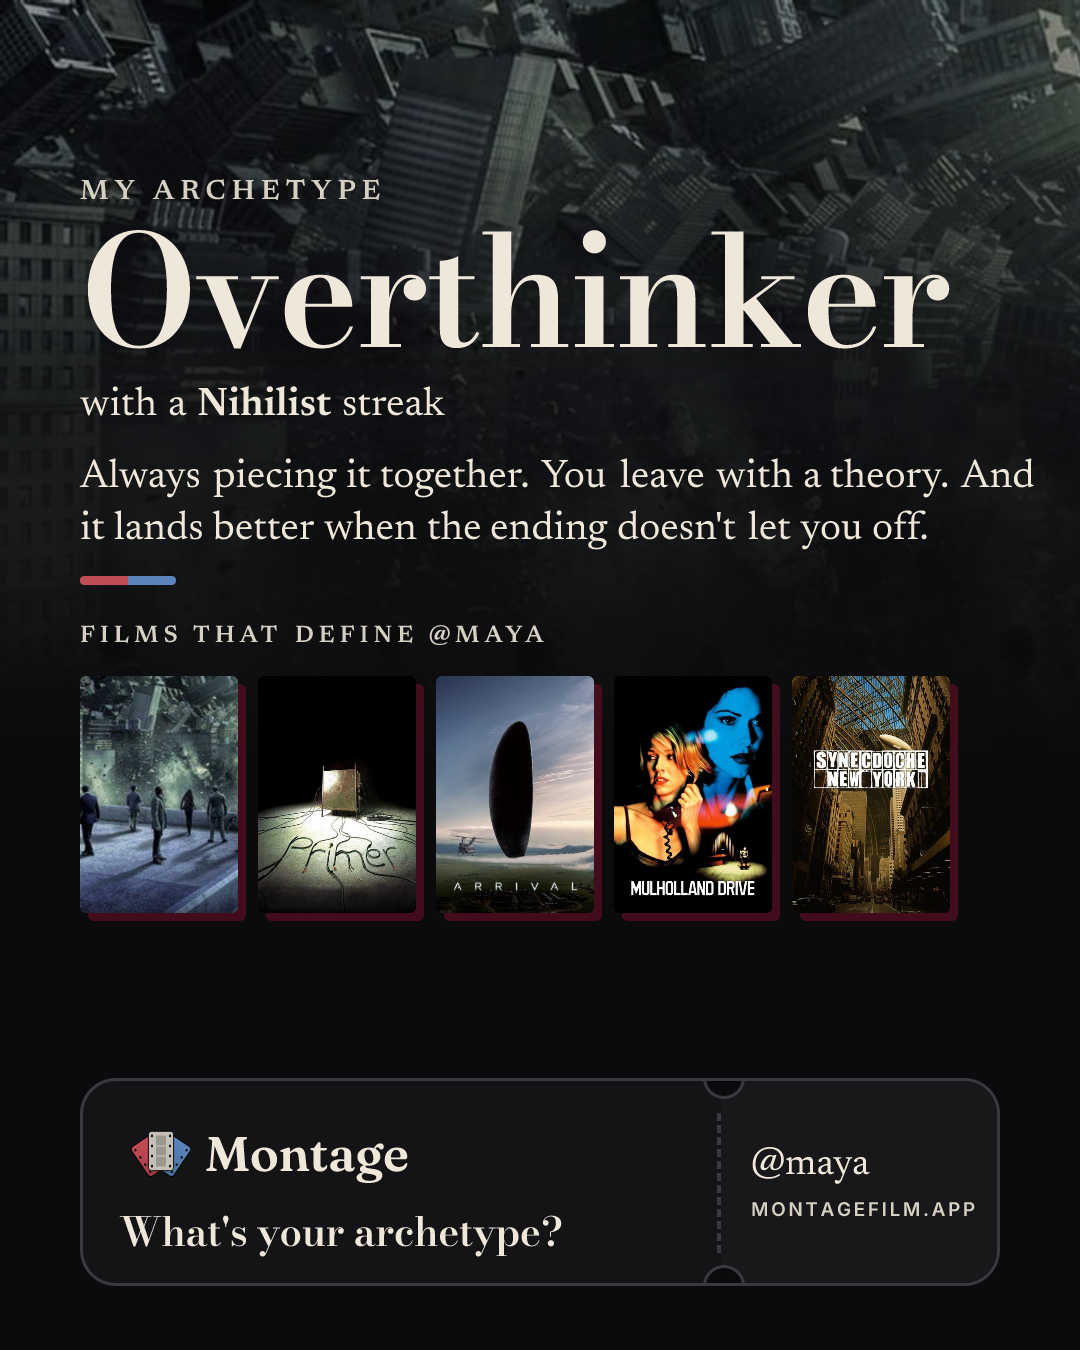 MY ARCHETYPE
Overthinker
with a Nihilist streak
Always piecing it together. You leave with a theory. And
it lands better when the ending doesn't let you off.
FILMS THAT DEFINE @MAYA
Primer
ARRIVAL
MULHOLLAND DRIVE
SYNECDOCHE
NEW YORK
Montage
What's your archetype?
@maya
MONTAGEFILM.APP